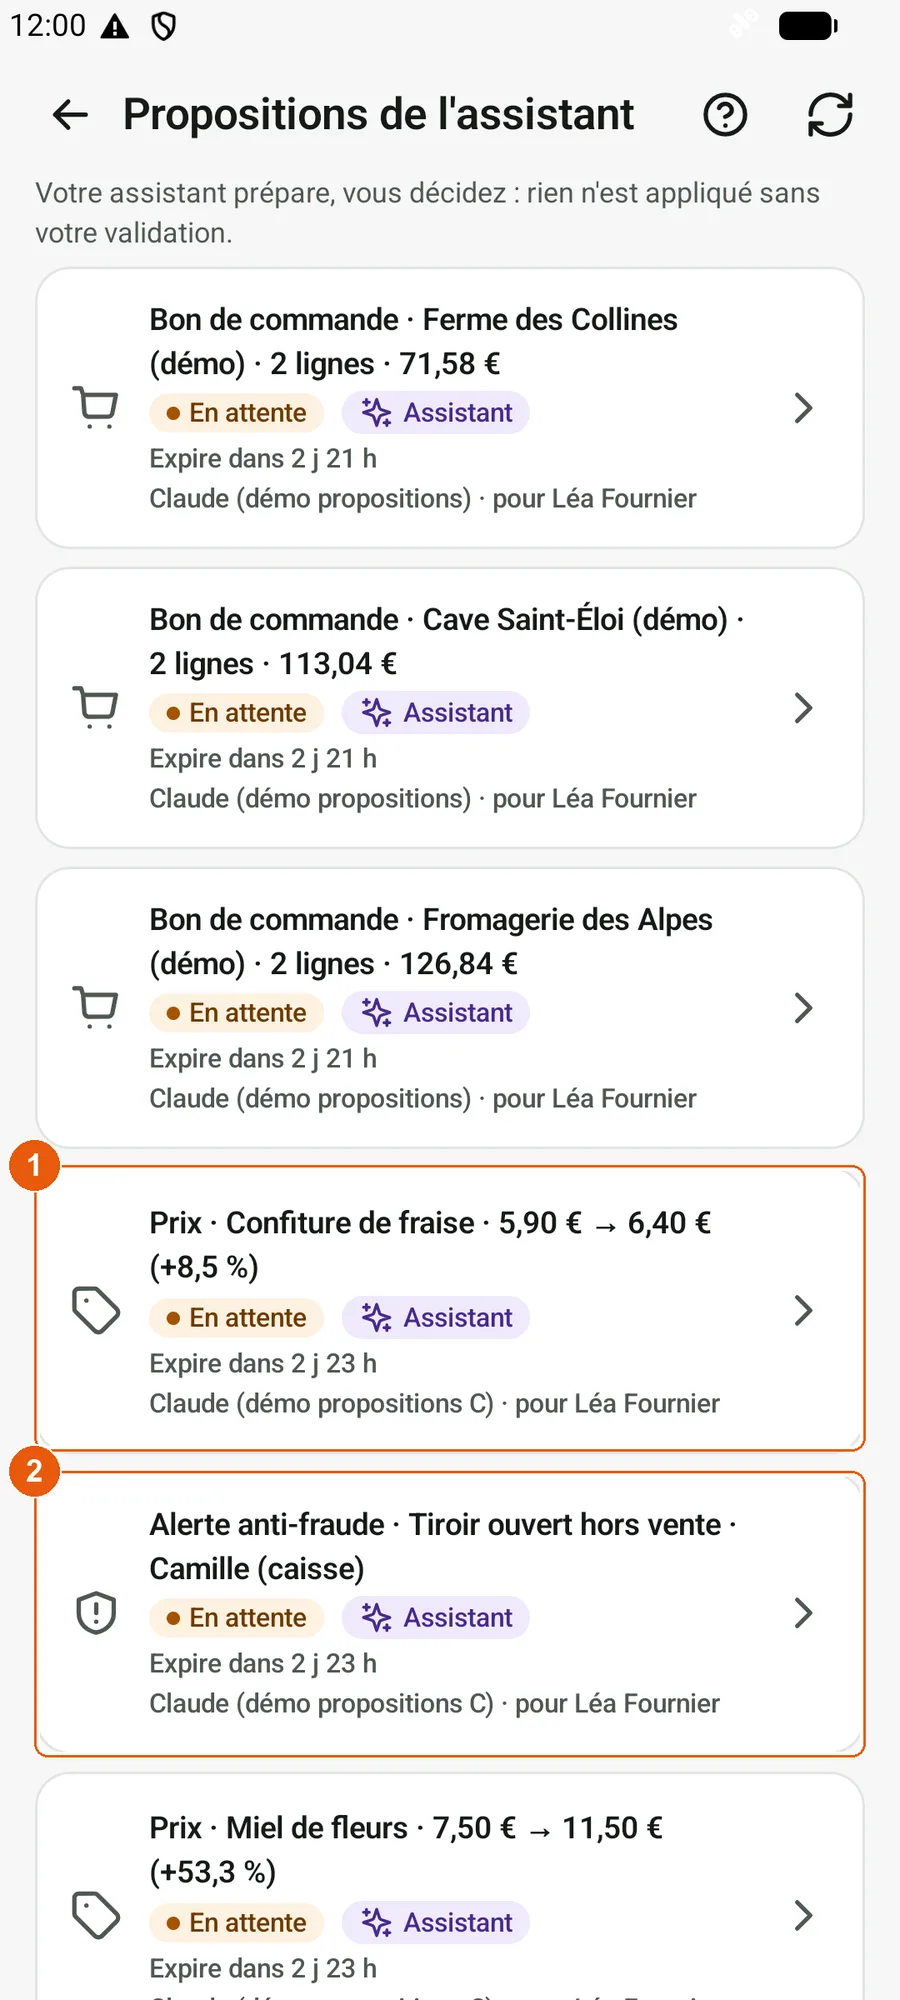 12:00
Propositions de l'assistant
Votre assistant prépare, vous décidez : rien n'est appliqué sans
votre validation.
Bon de commande · Ferme des Collines
(démo) · 2 lignes · 71,58 €
En attente Assistant
Expire dans 2 j 21 h
Claude (démo propositions) · pour Léa Fournier
Bon de commande · Cave Saint-Éloi (démo) ·
2 lignes · 113,04 €
En attente Assistant
Expire dans 2 j 21 h
Claude (démo propositions) · pour Léa Fournier
Bon de commande · Fromagerie des Alpes
(démo) · 2 lignes · 126,84 €
En attente Assistant
Expire dans 2 j 21 h
Claude (démo propositions) · pour Léa Fournier
1
Prix · Confiture de fraise · 5,90 € → 6,40 €
(+8,5 %)
En attente Assistant
Expire dans 2 j 23 h
Claude (démo propositions C) · pour Léa Fournier
2
Alerte anti-fraude · Tiroir ouvert hors vente ·
Camille (caisse)
En attente Assistant
Expire dans 2 j 23 h
Claude (démo propositions C) · pour Léa Fournier
Prix · Miel de fleurs · 7,50 € → 11,50 €
(+53,3 %)
En attente Assistant
Expire dans 2 j 23 h